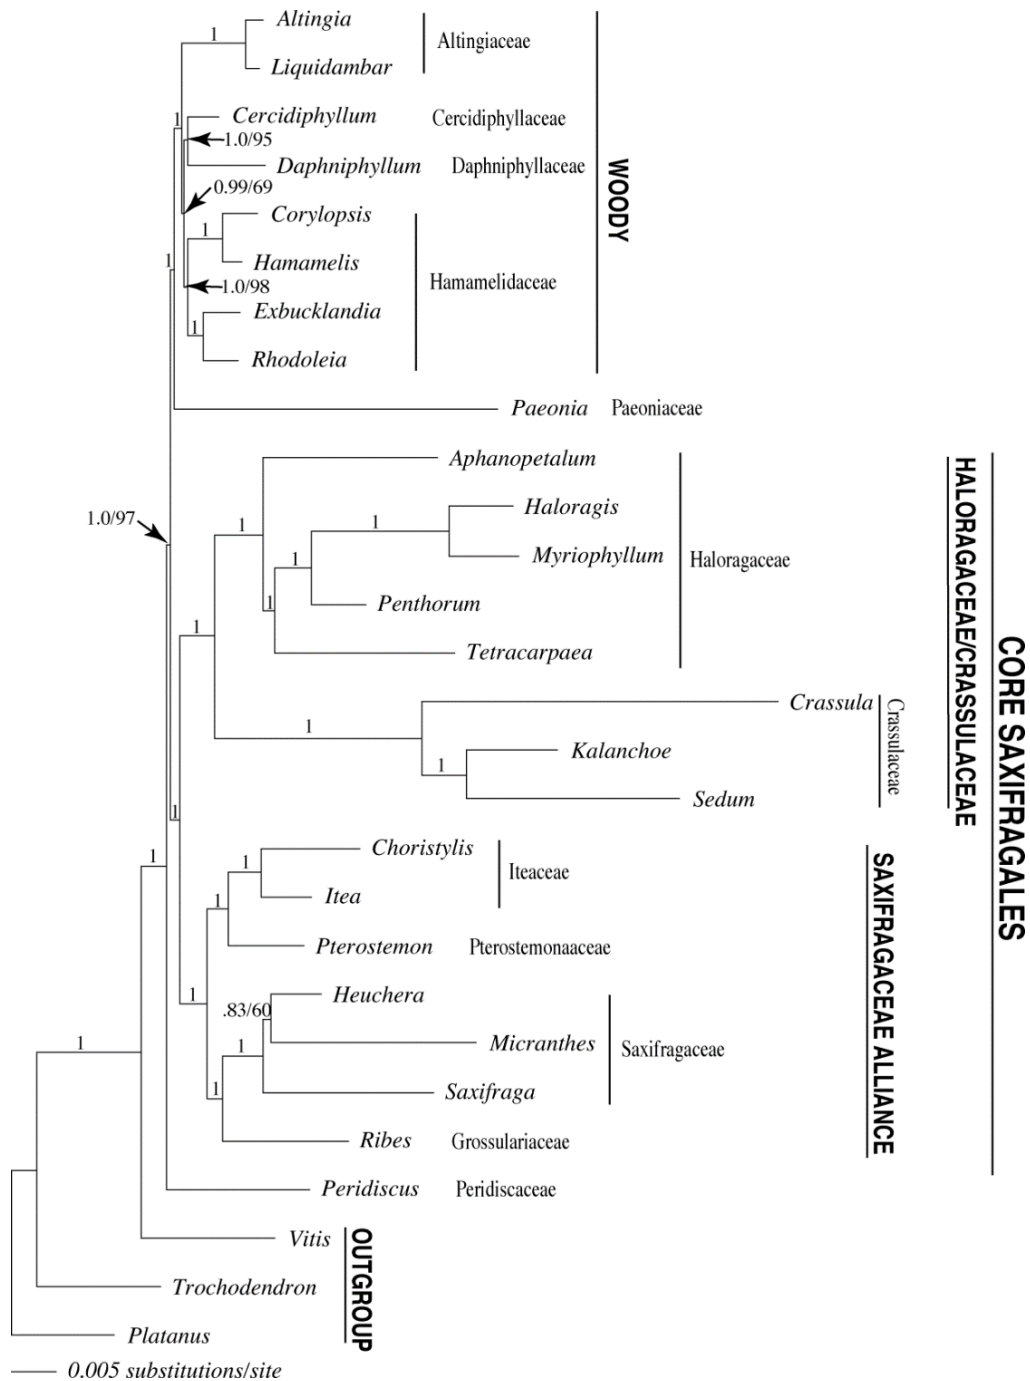 Altingia
1
Altingiaceae
Liquidambar
Cercidiphyllum Cercidiphyllaceae
1
1.0/95
Daphniphyllum Daphniphyllaceae
0.99/69
WOODY
Corylopsis
1
Hamamelis
1
Hamamelidaceae
1.0/98
Exbucklandia
1
Rhodoleia
Paeonia Paeoniaceae
Aphanopetalum
Haloragis
1.0/97
1
1
Myriophyllum
Haloragaceae
1
Penthorum
1
1
Tetracarpaea
HALORAGACEAE/CRASSULACEAE
CORE SAXIFRAGALES
Crassula
1
Crassulaceae
Kalanchoe
1
Sedum
1
Choristylis
1
1
Iteaceae
Itea
1
Pterostemon Pterostemonaaceae
SAXIFRAGACEAE ALLIANCE
1
Heuchera
.83/60
1
Micranthes
1
Saxifragaceae
Saxifraga
1
Ribes Grossulariaceae
Peridiscus Peridiscaceae
Vitis
OUTGROUP
Trochodendron
Platanus
0.005 substitutions/site